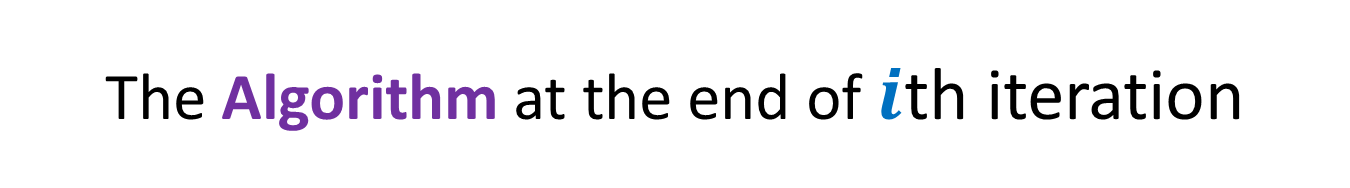 The Algorithm at the end of ith iteration